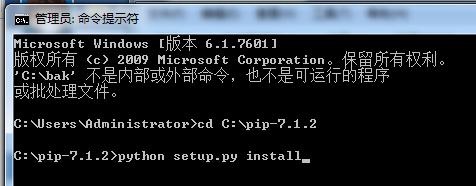 管理员: 命令提示符
Microsoft Windows [版本 6.1.7601]
版权所有 (c) 2009 Microsoft Corporation。保留所有权利。
'C:\bak' 不是内部或外部命令，也不是可运行的程序
或批处理文件。
C:\Users\Administrator>cd C:\pip-7.1.2
C:\pip-7.1.2>python setup.py install_